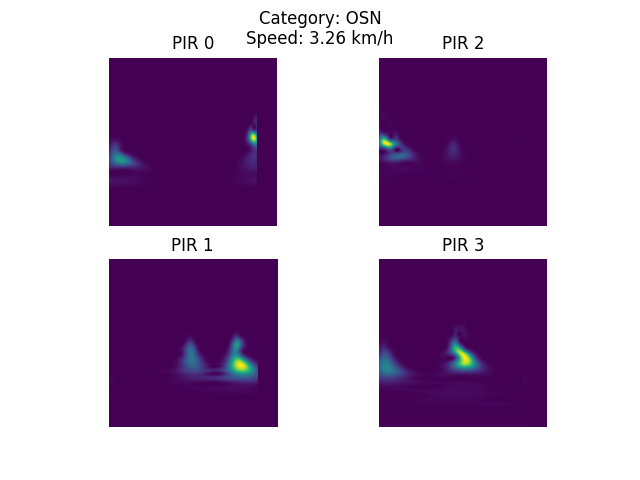 Category: OSN
Speed: 3.26 km/h
PIR 0
PIR 2
PIR 1
PIR 3